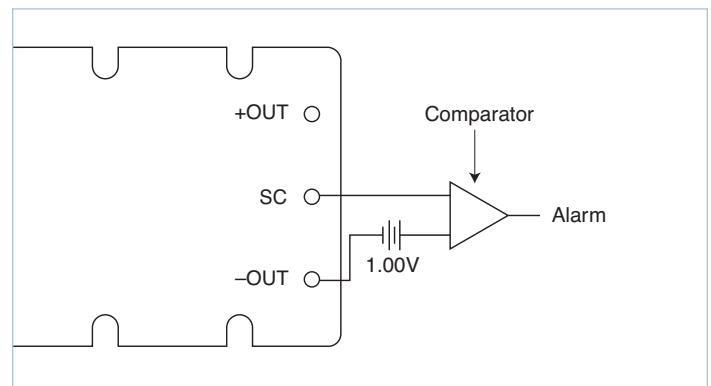 +OUT
Comparator
SC
Alarm
1.00V
–OUT